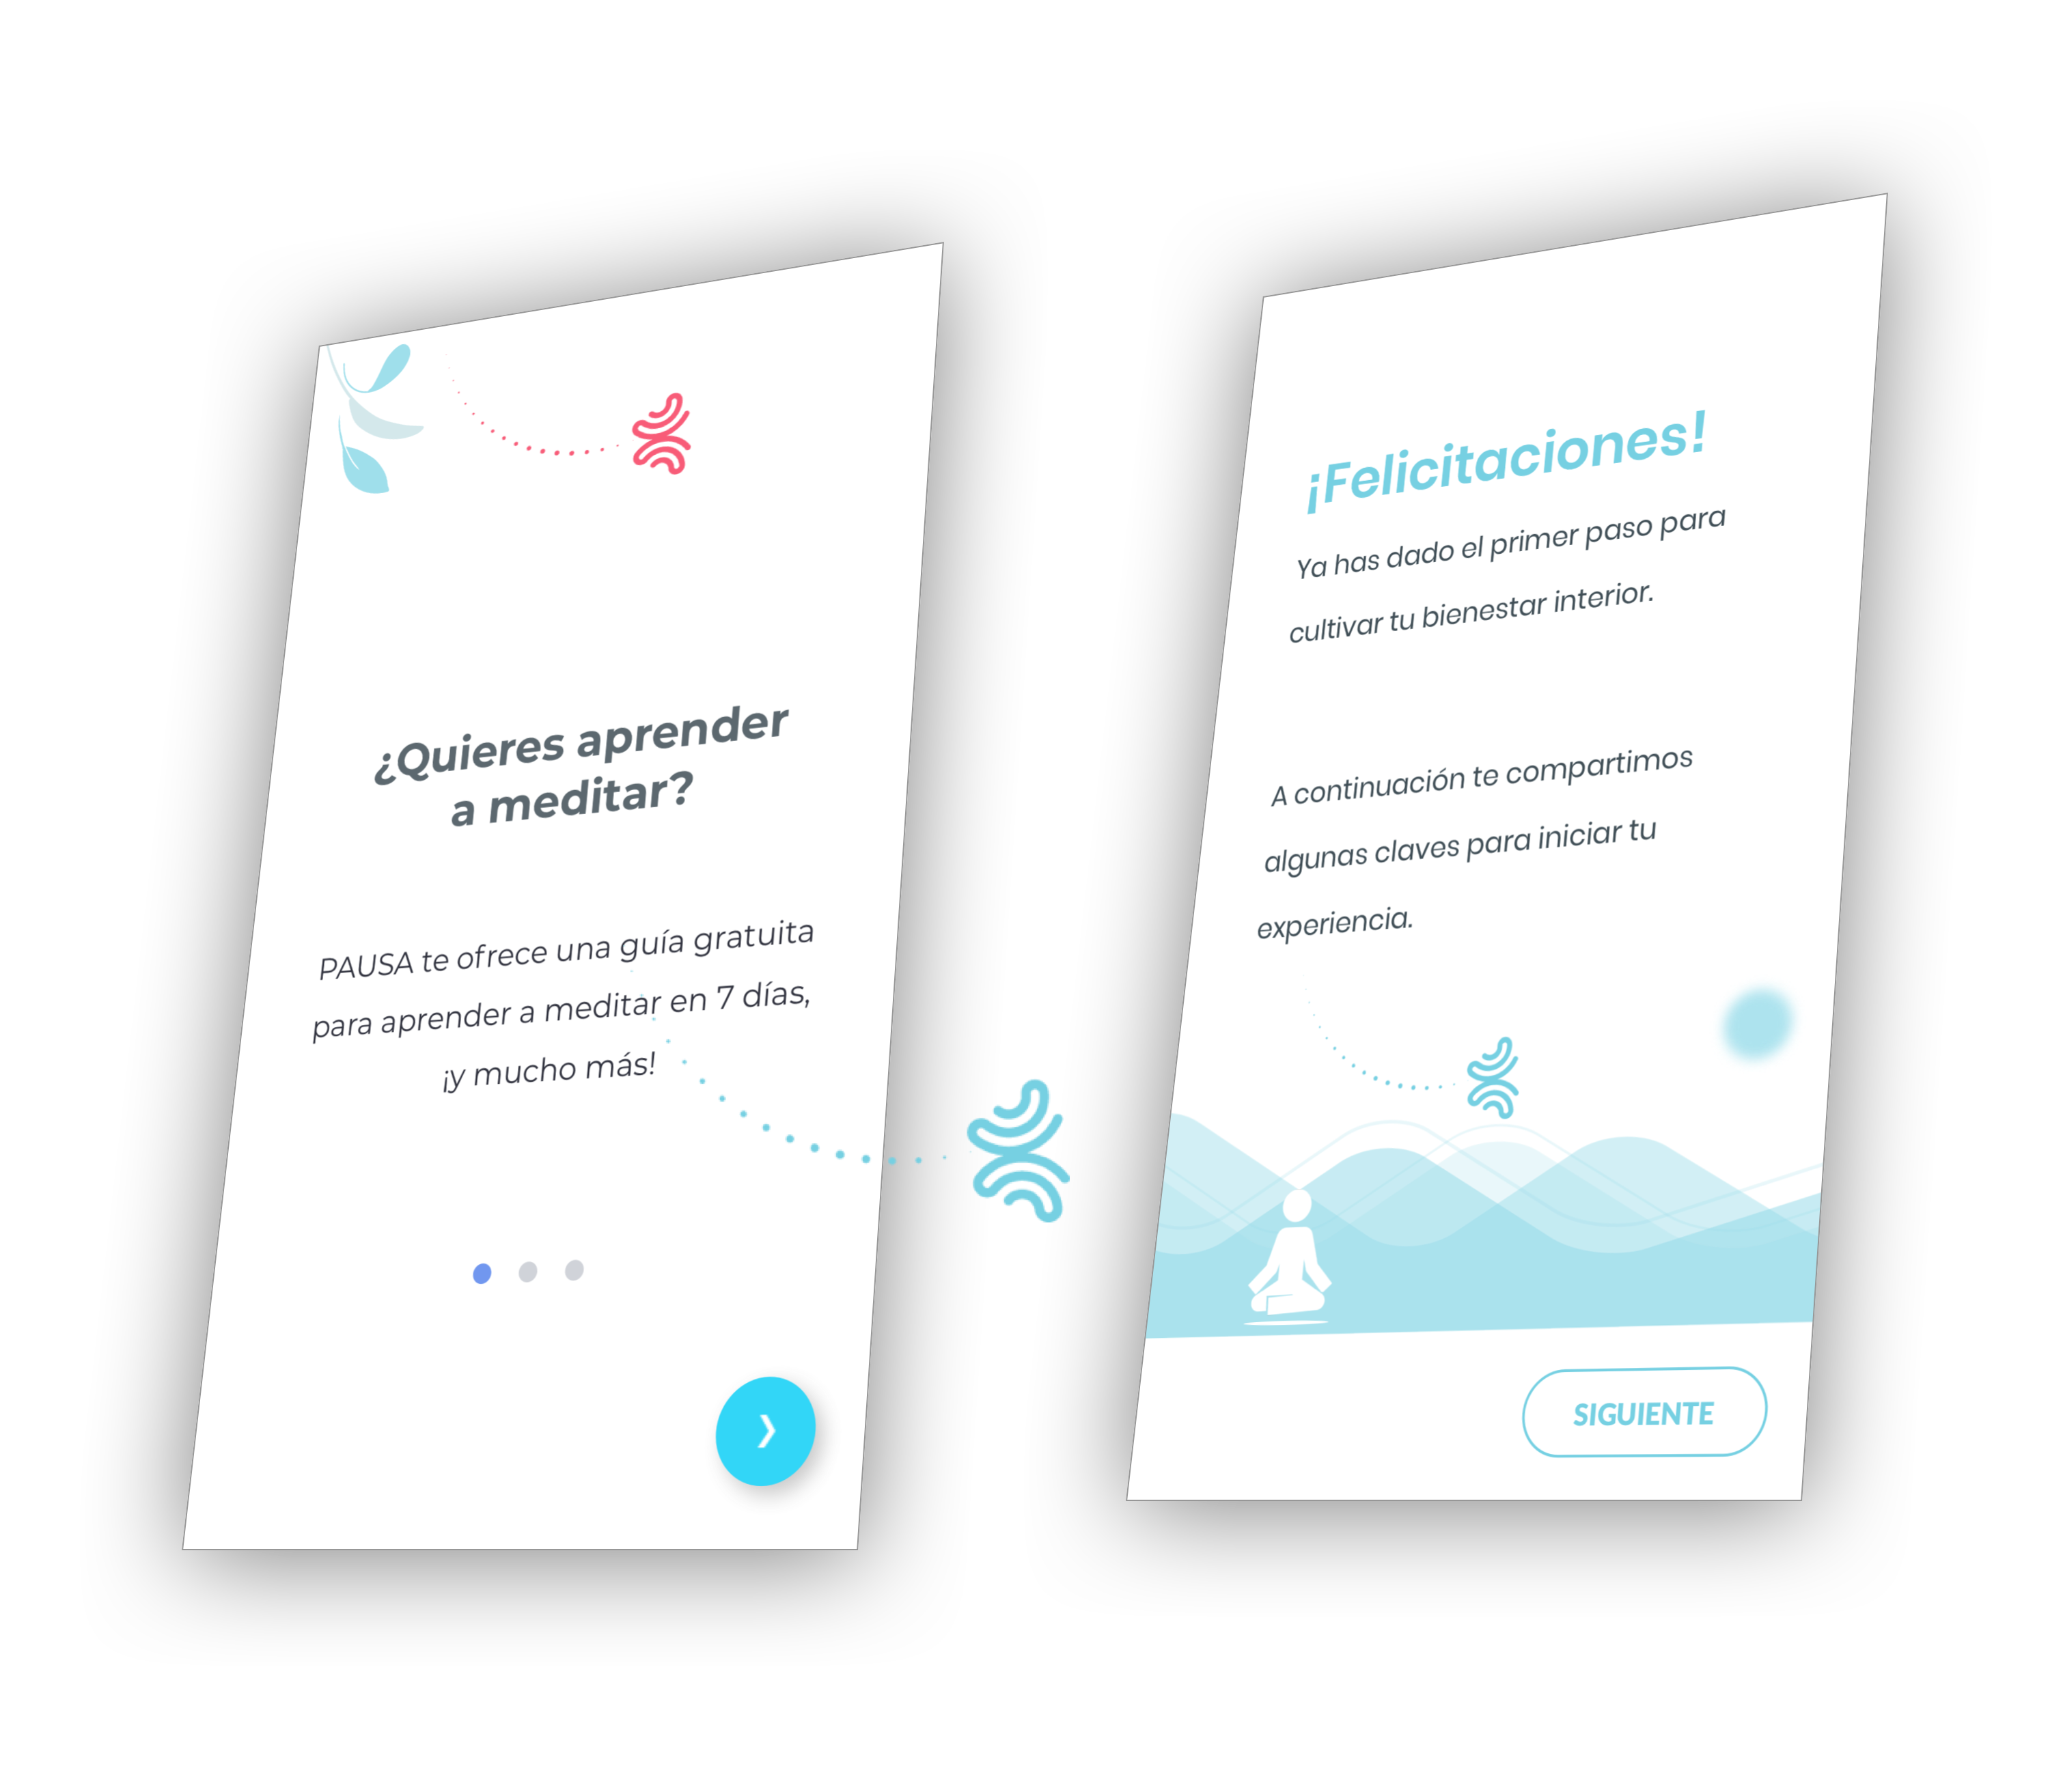 ¿Quieres aprender
a meditar?
PAUSA te ofrece una guía gratuita
para aprender a meditar en 7 días,
¡y mucho más!
¡Felicitaciones!
Ya has dado el primer paso para
cultivar tu bienestar interior.
A continuación te compartimos
algunas claves para iniciar tu
experiencia.
SIGUIENTE